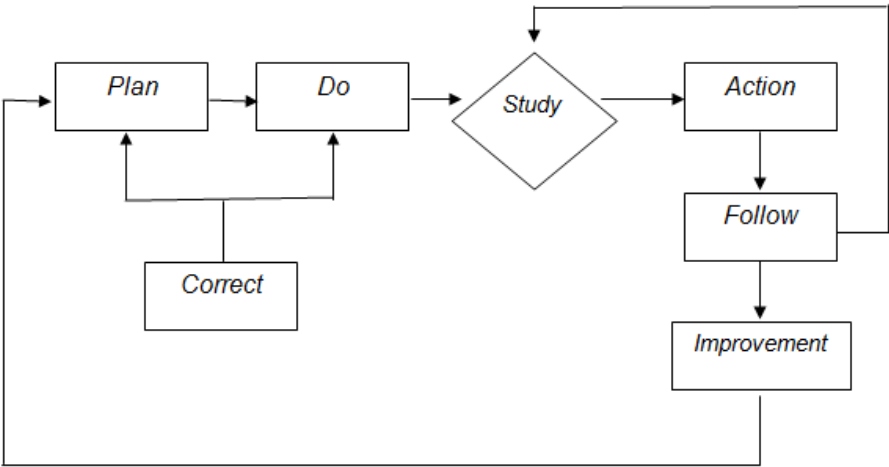 Plan
Do
Study
Action
Follow
Correct
Improvement